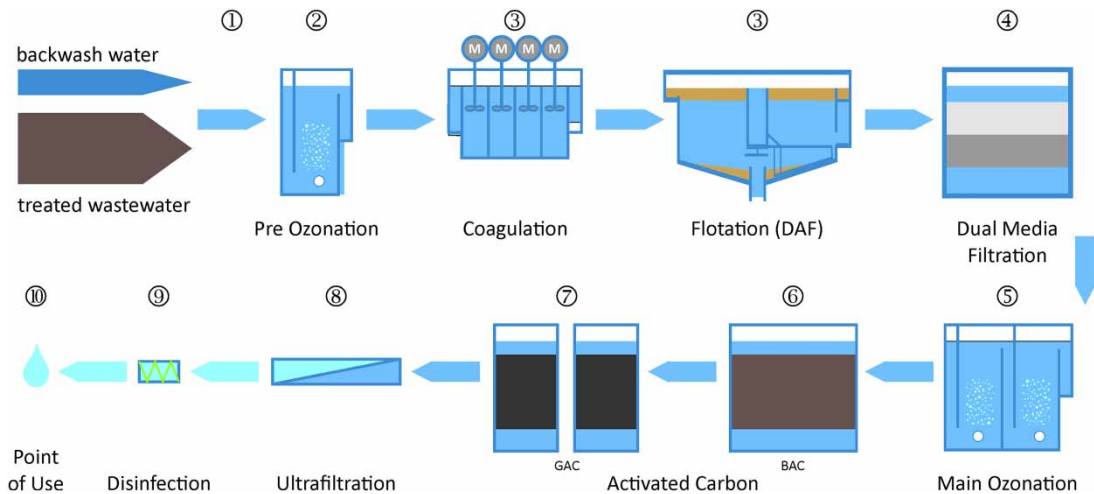 ① ② ③ ③ ④
backwash water
M M M M
treated wastewater
Pre Ozonation
Coagulation
Flotation (DAF)
Dual Media
Filtration
⑩ ⑨ ⑧ ⑦ ⑥ ⑤
GAC
BAC
Point
of Use
Disinfection
Ultrafiltration
Activated Carbon
Main Ozonation